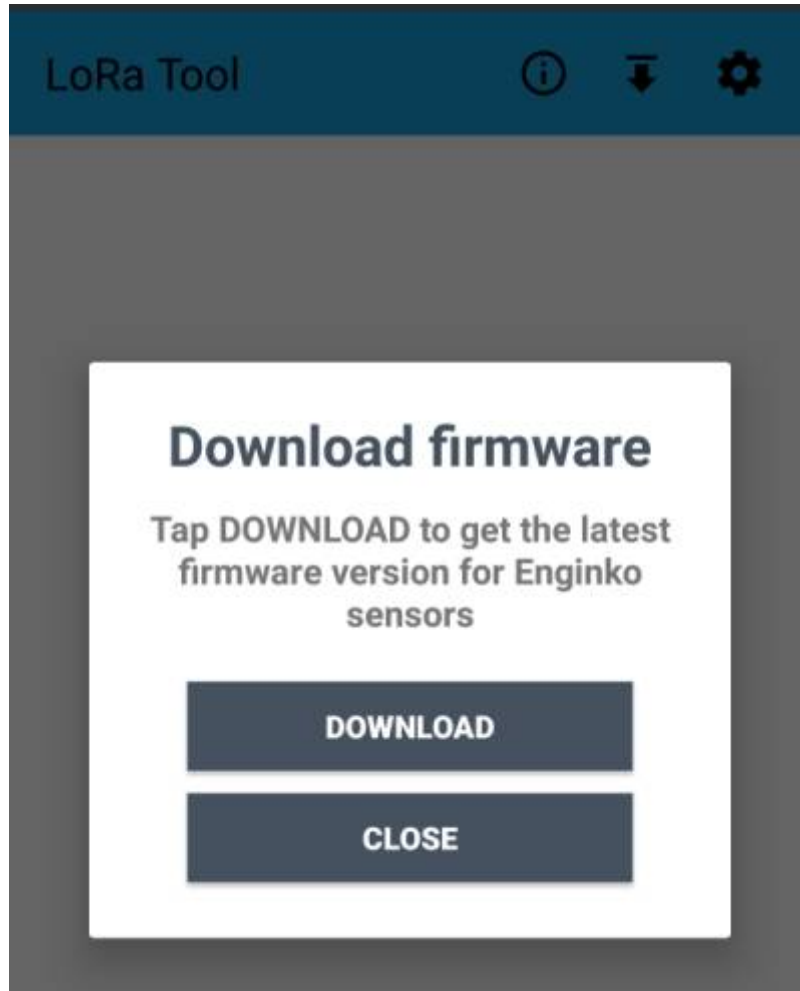 LoRa Tool
Download firmware
Tap DOWNLOAD to get the latest
firmware version for Enginko
sensors
DOWNLOAD
CLOSE